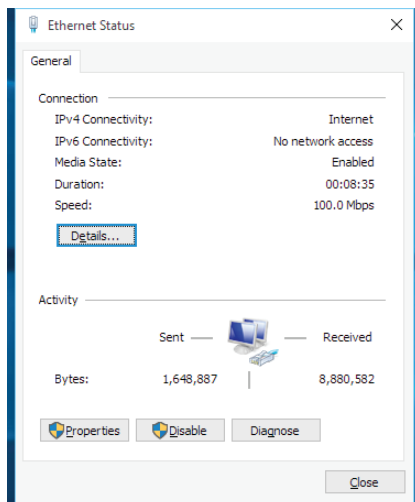 Ethernet Status
General
Connection
IPv4 Connectivity: Internet
IPv6 Connectivity: No network access
Media State: Enabled
Duration: 00:08:35
Speed: 100.0 Mbps
Details...
Activity
Sent Received
Bytes: 1,648,887 8,880,582
Properties Disable Diagnose
Close